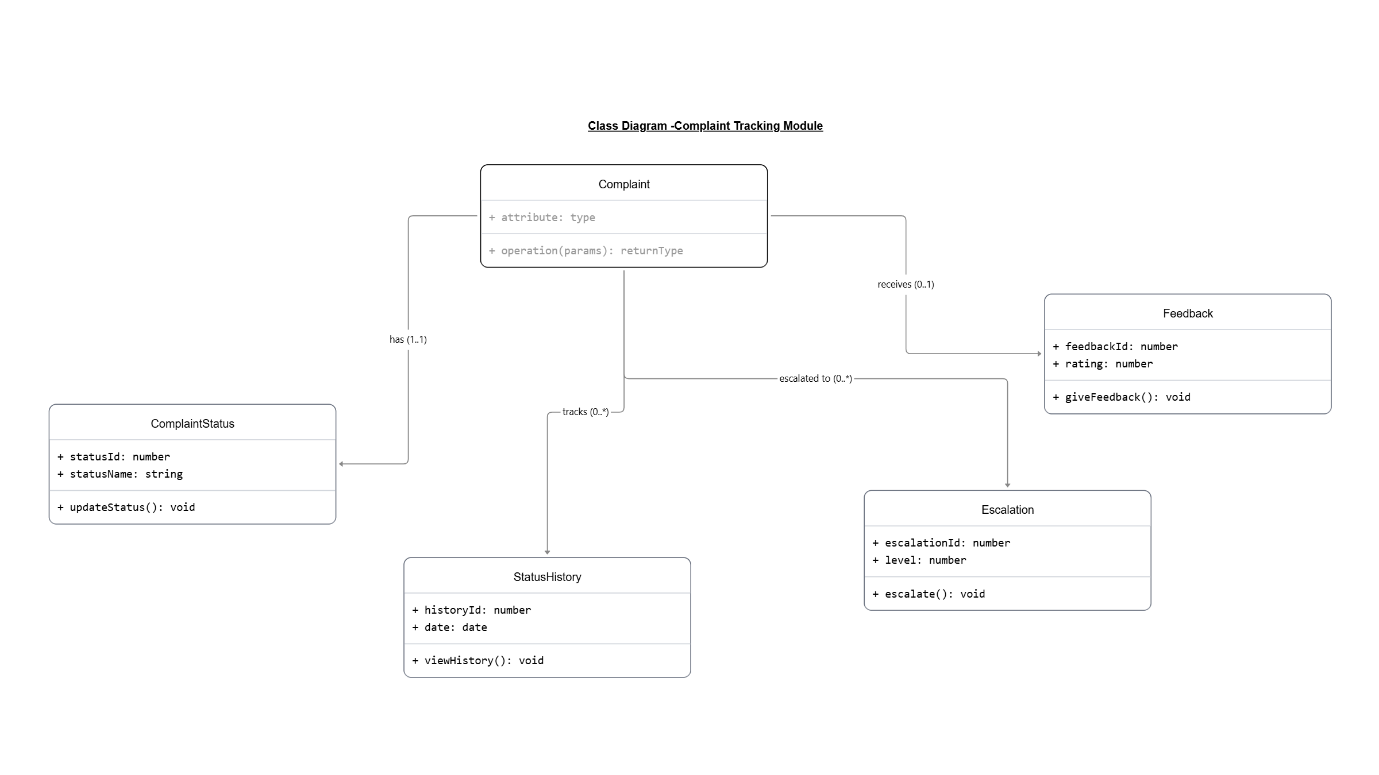 Class Diagram -Complaint Tracking Module
Complaint
+ attribute: type
+ operation(params): returnType
receives (0..1)
has (1..1)
escalated to (0..*)
tracks (0..*)
Feedback
+ feedbackId: number
+ rating: number
+ giveFeedback(): void
ComplaintStatus
+ statusId: number
+ statusName: string
+ updateStatus(): void
Escalation
+ escalationId: number
+ level: number
+ escalate(): void
StatusHistory
+ historyId: number
+ date: date
+ viewHistory(): void